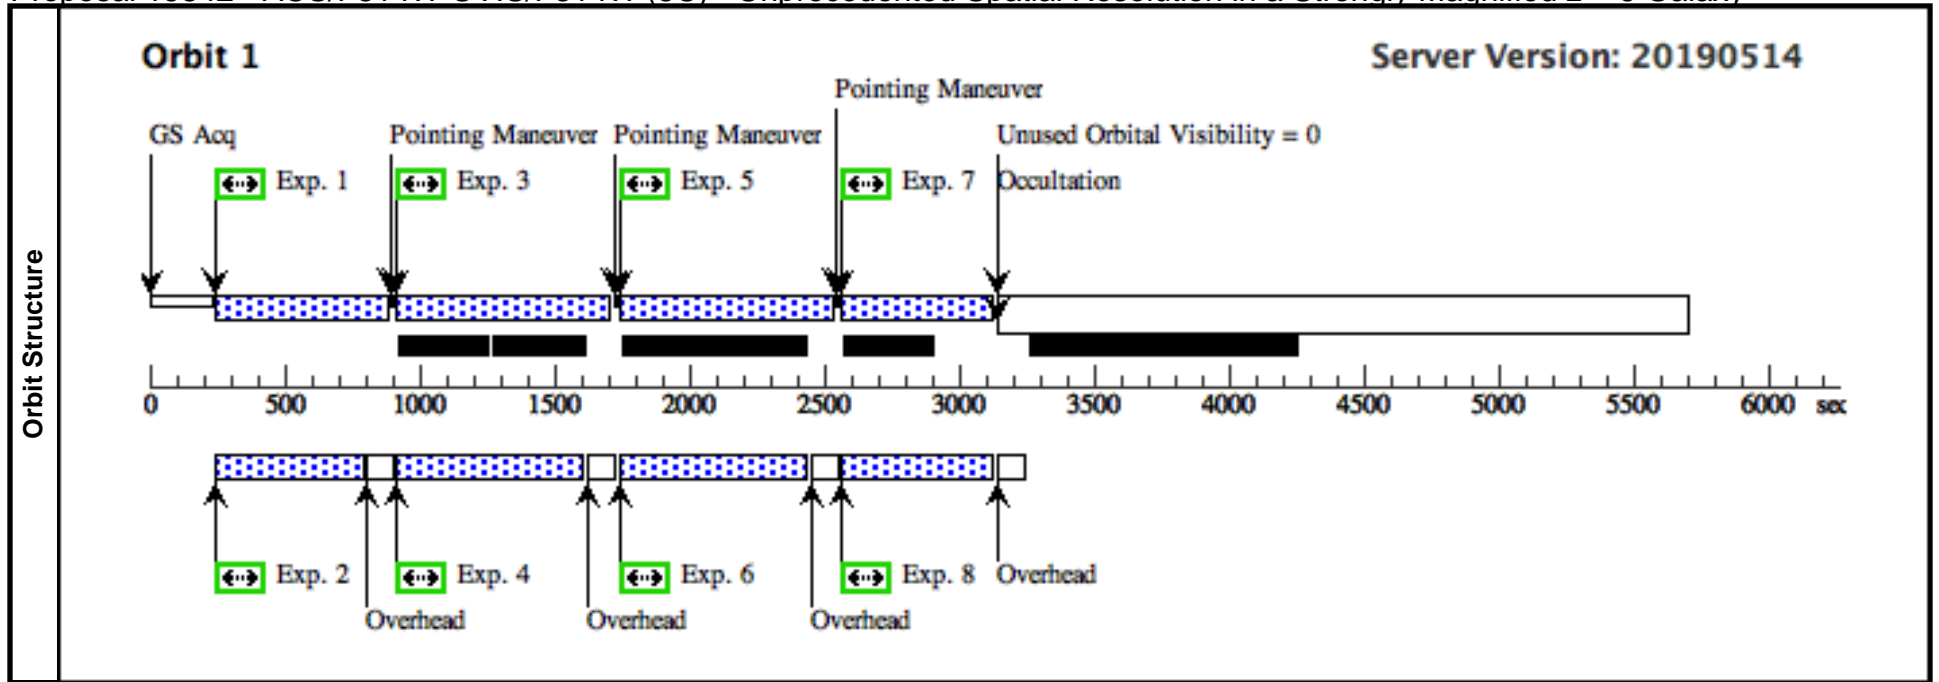 Orbit 1
Server Version: 20190514
Pointing Maneuver
GS Acq
Pointing Maneuver
Pointing Maneuver
Unused Orbital Visibility = 0
Exp. 1
Exp. 3
Exp. 5
Exp. 7
Occultation
Orbit Structure
0
500
1000
1500
2000
2500
3000
3500
4000
4500
5000
5500
6000
sec
Exp. 2
Exp. 4
Exp. 6
Exp. 8
Overhead
Overhead
Overhead
Overhead